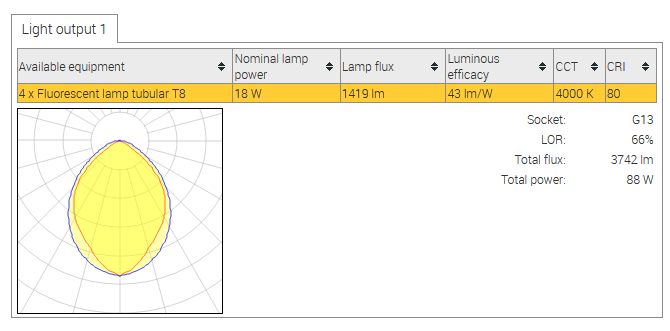 Light output 1
Available equipment
Nominal lamp power
Lamp flux
Luminous efficacy
CCT
CRI
4 x Fluorescent lamp tubular T8
18 W
1419 lm
43 lm/W
4000 K
80
Socket: G13
LOR: 66%
Total flux: 3742 lm
Total power: 88 W